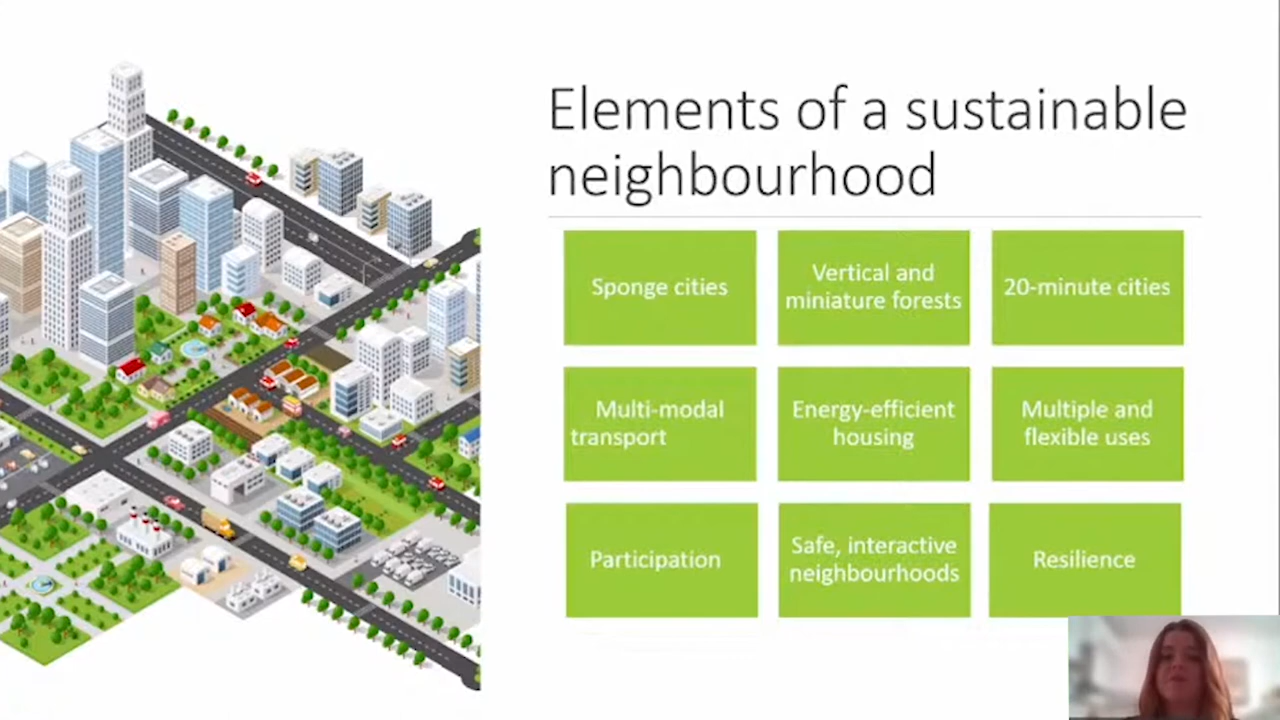 Elements of a sustainable
neighbourhood
Sponge cities
Vertical and
miniature forests
20-minute cities
Multi-modal
transport
Energy-efficient
housing
Multiple and
flexible uses
Participation
Safe, interactive
neighbourhoods
Resilience